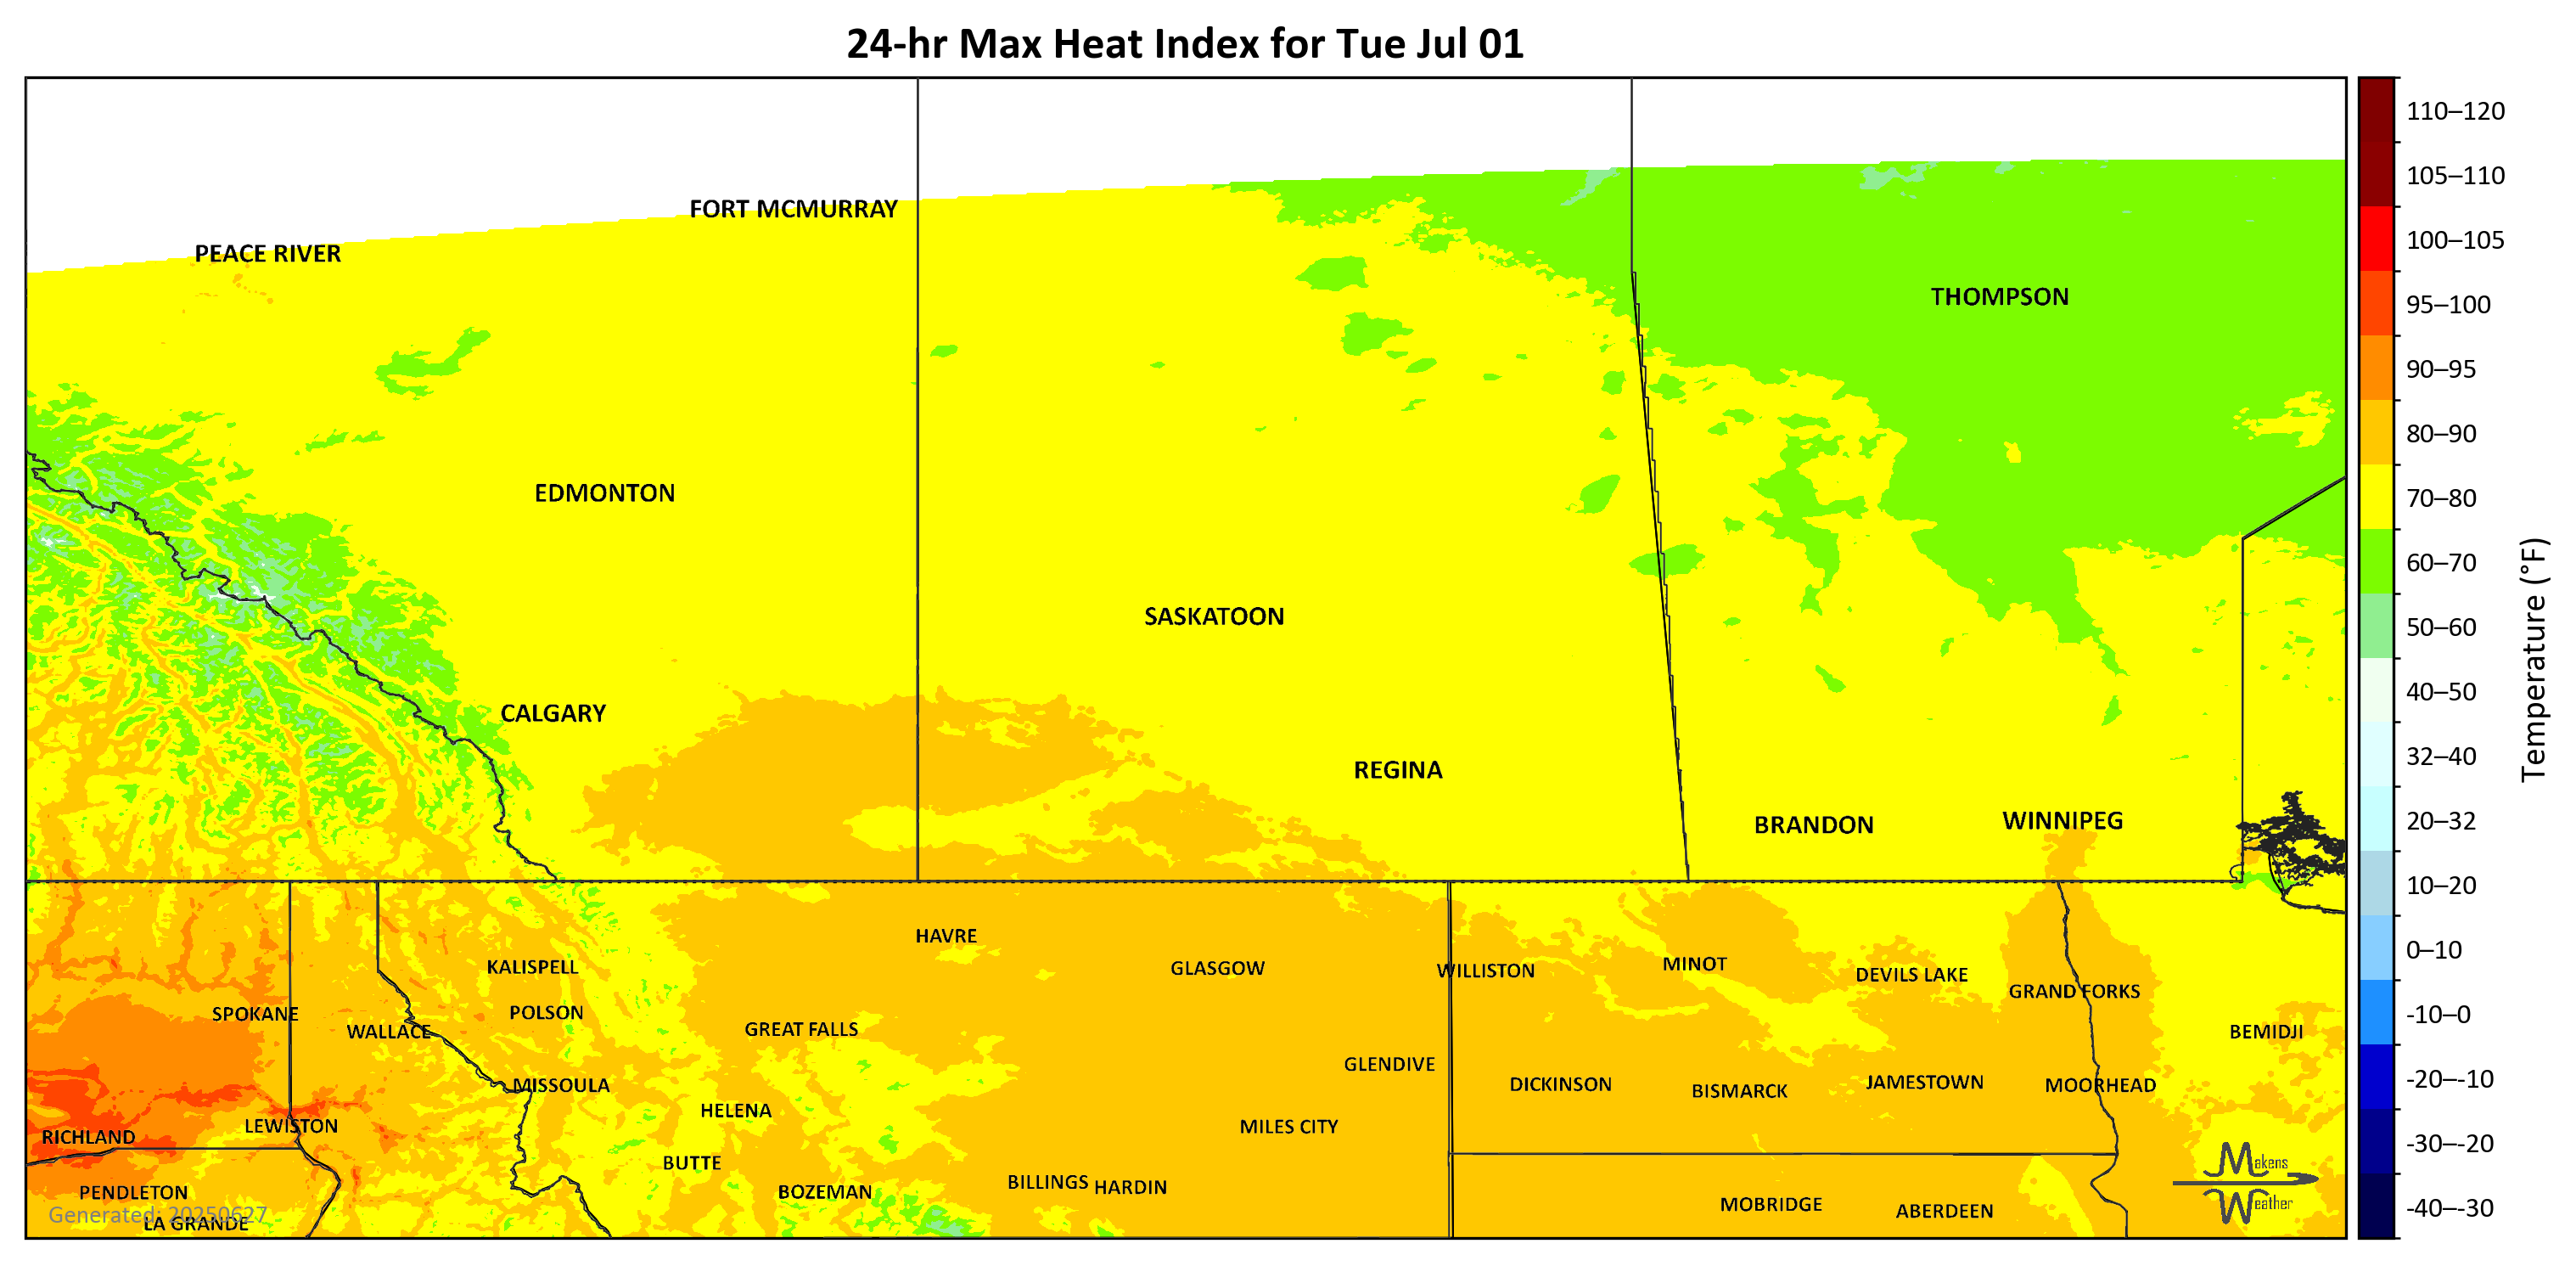 24-hr Max Heat Index for Tue Jul 01
FORT MCMURRAY
PEACE RIVER
THOMPSON
EDMONTON
SASKATOON
CALGARY
REGINA
BRANDON
WINNIPEG
HAVRE
KALISPELL
GLASGOW
WILLISTON
MINOT
DEVILS LAKE
GRAND FORKS
SPOKANE
POLSON
WALLACE
GREAT FALLS
BEMIDJI
GLENDIVE
MISSOULA
DICKINSON
BISMARCK
JAMESTOWN
MOORHEAD
HELENA
LEWISTON
MILES CITY
RICHLAND
BUTTE
BILLINGS
HARDIN
PENDLETON
BOZEMAN
MOBRIDGE
ABERDEEN
LA GRANDE
Generated: 20250627
Makens
Weather
110–120
105–110
100–105
95–100
90–95
80–90
70–80
60–70
50–60
40–50
32–40
20–32
10–20
0–10
-10–0
-20–-10
-30–-20
-40–-30
Temperature (°F)